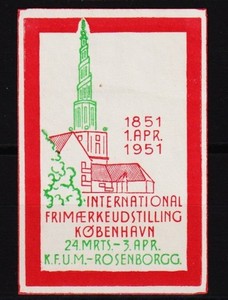 1851
1. APR.
1951
INTERNATIONAL
FRIMÆRKEUDSTILLING
KØBENHAVN
24. MRTS.-3. APR.
K.F.U.M.-ROSENBORGG.